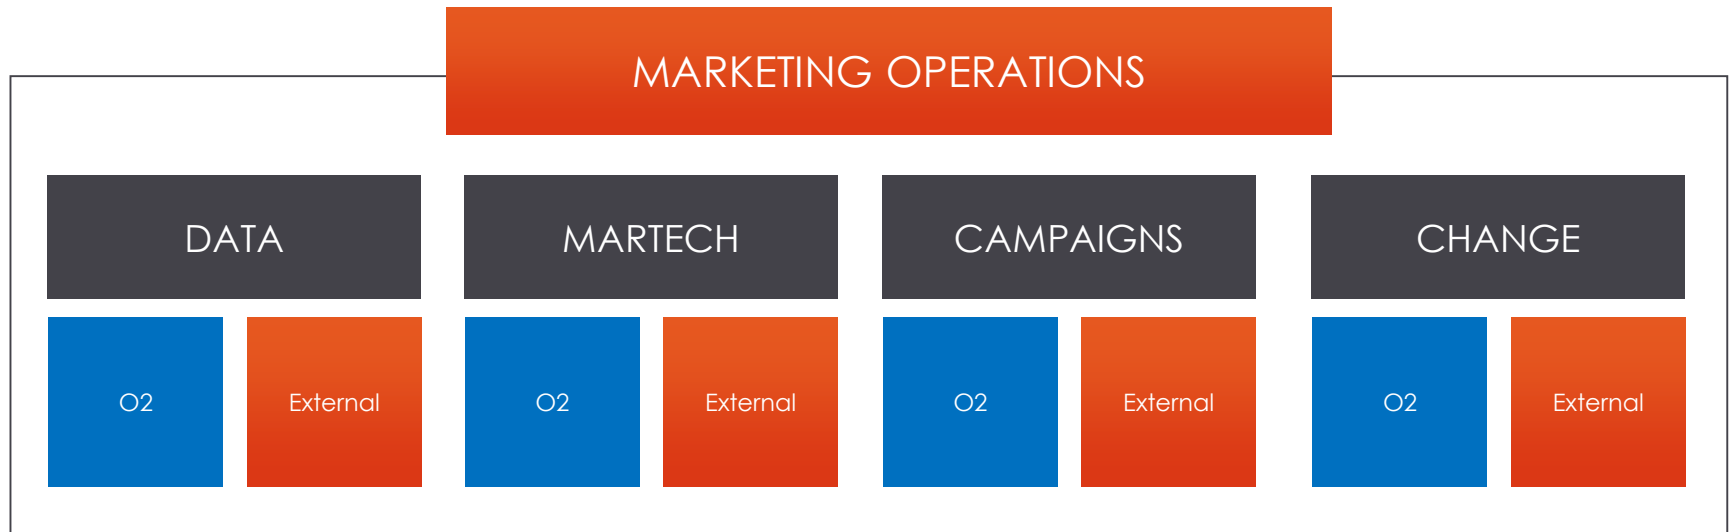 MARKETING OPERATIONS
DATA
MARTECH
CAMPAIGNS
CHANGE
O2
External
O2
External
O2
External
O2
External